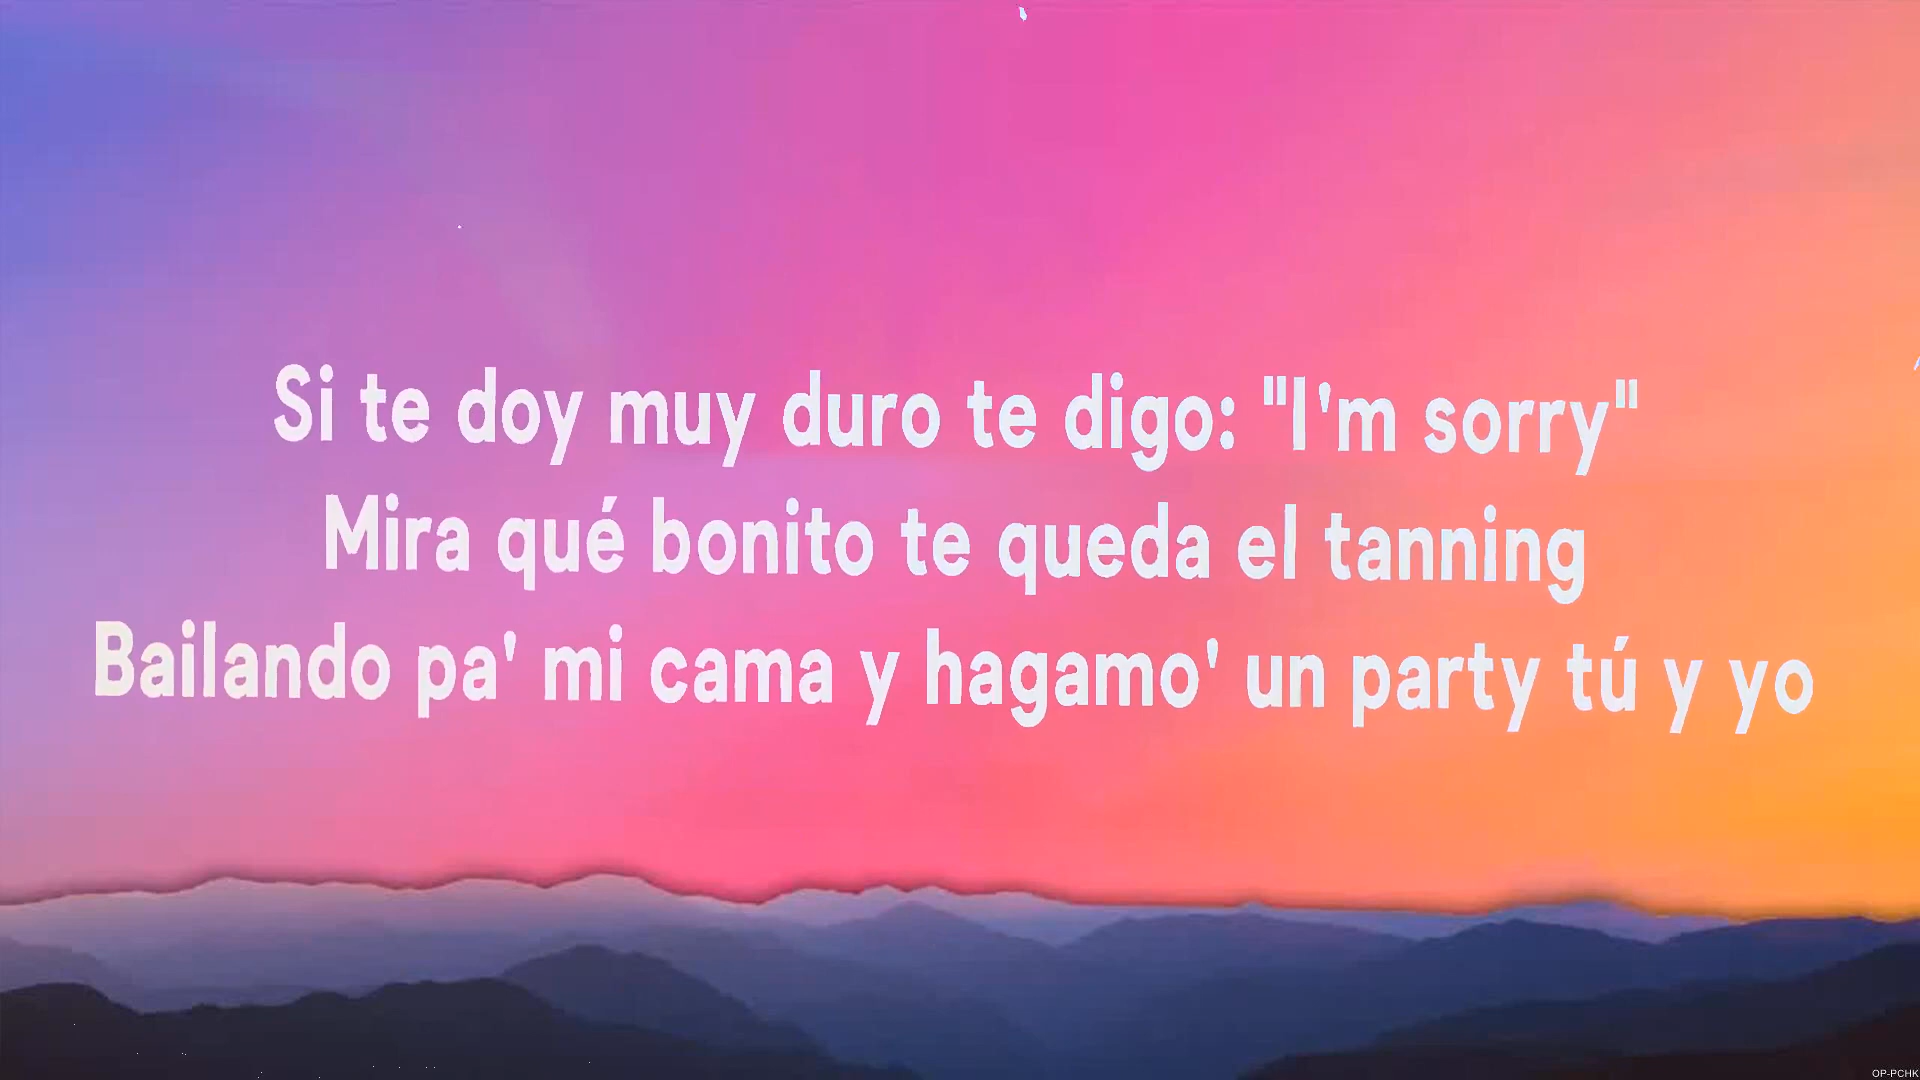 Si te doy muy duro te digo: "I'm sorry"
Mira qué bonito te queda el tanning
Bailando pa' mi cama y hagamo' un party tú y yo
OP-PCHK